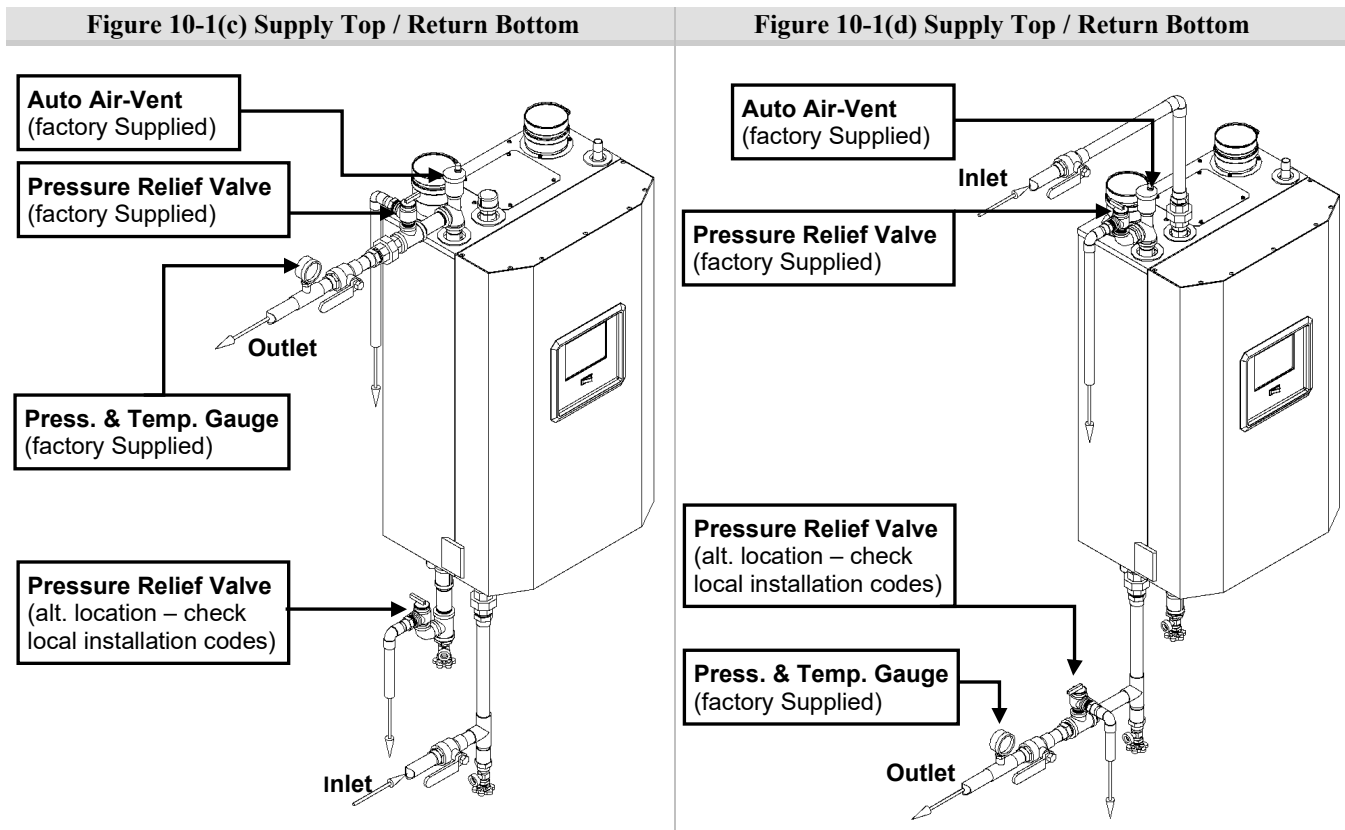 Figure 10-1(c) Supply Top / Return Bottom
Auto Air-Vent
(factory Supplied)
Pressure Relief Valve
(factory Supplied)
Outlet
Press. & Temp. Gauge
(factory Supplied)
Pressure Relief Valve
(alt. location – check
local installation codes)
Inlet
Figure 10-1(d) Supply Top / Return Bottom
Auto Air-Vent
(factory Supplied)
Inlet
Pressure Relief Valve
(factory Supplied)
Pressure Relief Valve
(alt. location – check
local installation codes)
Press. & Temp. Gauge
(factory Supplied)
Outlet